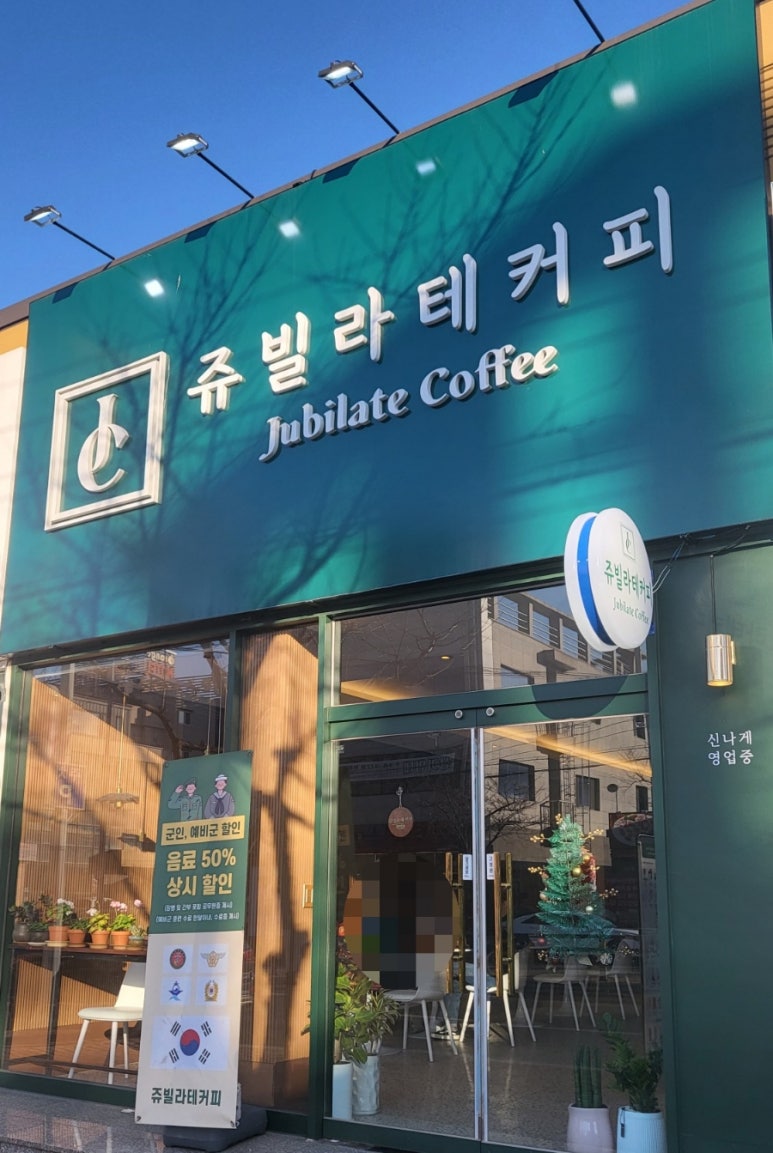 쥬빌라테커피
Jubilate Coffee
JC
쥬빌라테커피
Jubilate Coffee
신나게
영업중
군인, 예비군 할인
음료 50%
상시 할인
쥬빌라테커피